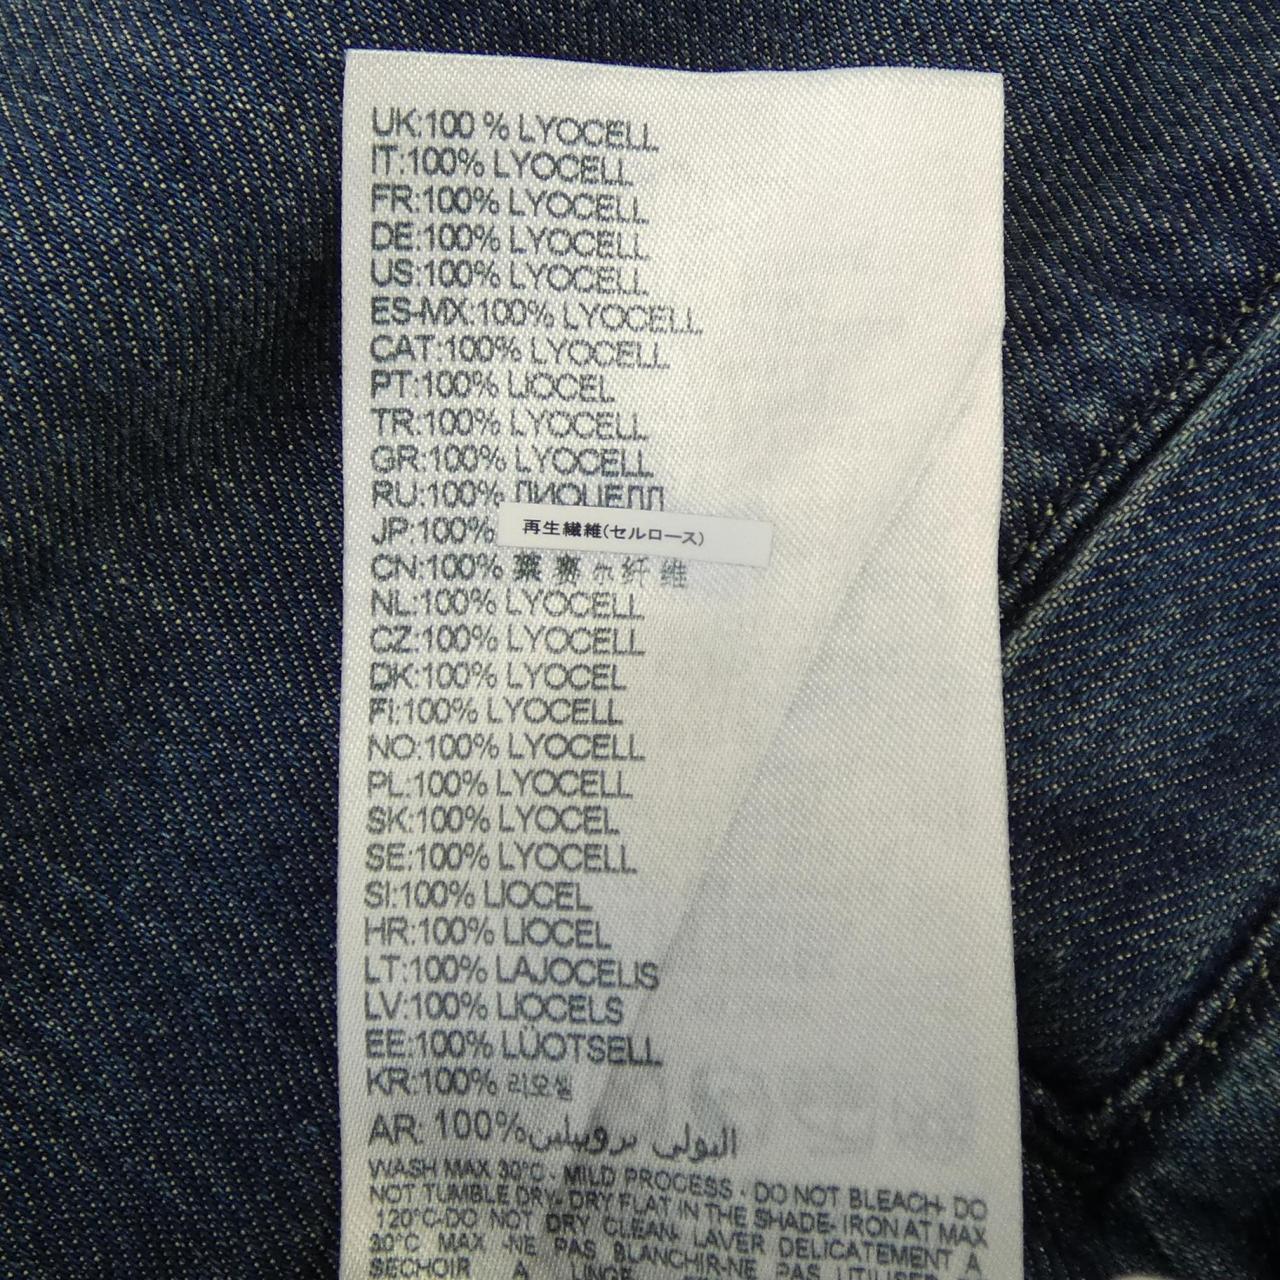 UK:100 % LYOCELL
IT:100% LYOCELL
FR:100% LYOCELL
DE:100% LYOCELL
US:100% LYOCELL
ES-MX:100% LYOCELL
CAT:100% LYOCELL
PT:100% LIOCEL
TR:100% LYOCELL
GR:100% LYOCELL
RU:100% ЛИОЦЕЛЛ
JP:100% 再生繊維(セルロース)
CN:100% 莱赛尔纤维
NL:100% LYOCELL
CZ:100% LYOCELL
DK:100% LYOCEL
FI:100% LYOCELL
NO:100% LYOCELL
PL:100% LYOCELL
SK:100% LYOCEL
SE:100% LYOCELL
SI:100% LIOCEL
HR:100% LIOCEL
LT:100% LAJOCELIS
LV:100% LIOCELS
EE:100% LÜOTSELL
KR:100% 리오셀
AR: 100%
WASH MAX 30°C - MILD PROCESS - DO NOT BLEACH- DO
NOT TUMBLE DRY- DRY FLAT IN THE SHADE- IRON AT MAX
120°C-DO NOT DRY CLEAN- LAVER DELICATEMENT A
30°C MAX -NE PAS BLANCHIR-NE PAS
SECHOIR A LINGE